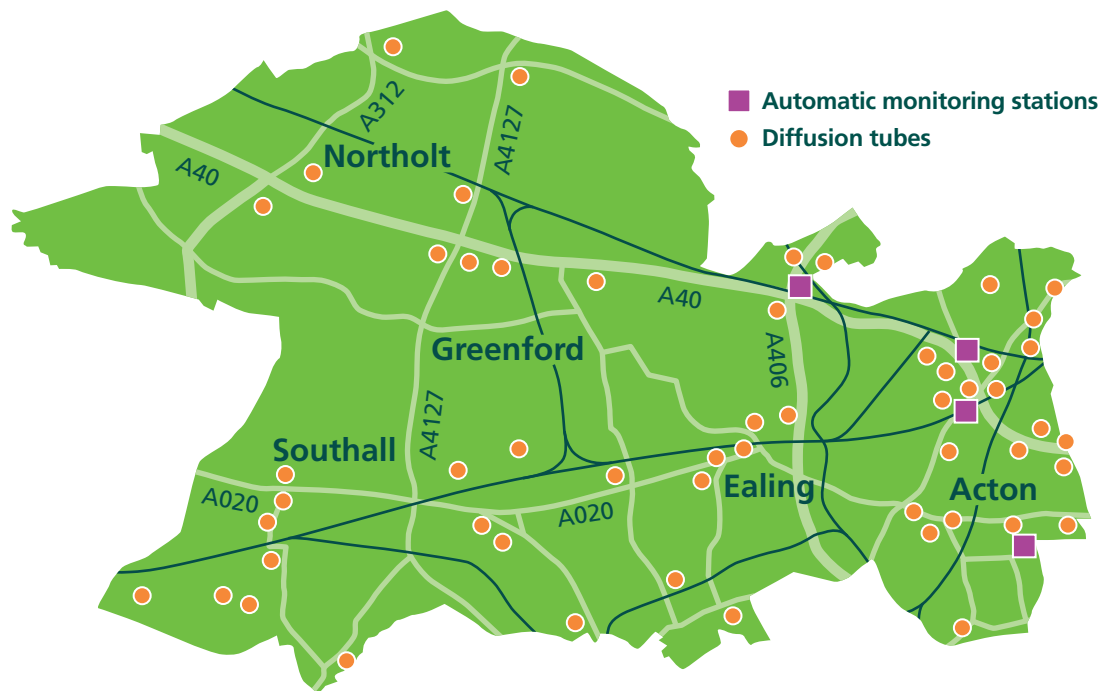 Automatic monitoring stations
Diffusion tubes
A312
A4127
Northolt
A40
A40
Greenford
A406
A4127
Southall
A020
Ealing
Acton
A020